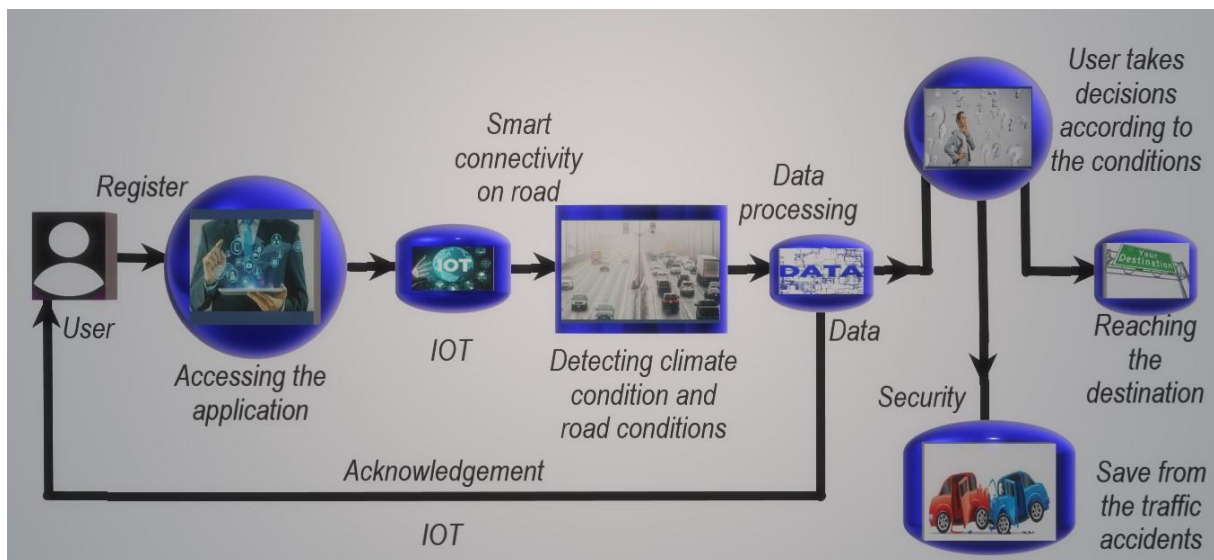 Register
User
Accessing the
application
IOT
IOT
Smart
connectivity
on road
Detecting climate
condition and
road conditions
Data
processing
DATA
Data
User takes
decisions
according to
the conditions
Your
Destination
Reaching
the
destination
Security
Save from
the traffic
accidents
Acknowledgement
IOT